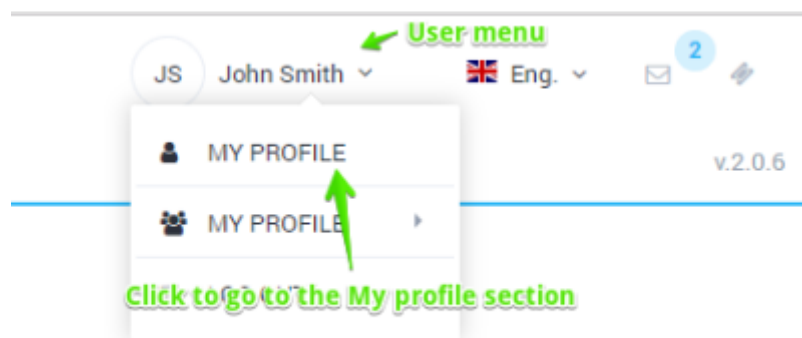 User menu
JS John Smith Eng. 2
MY PROFILE
v.2.0.6
MY PROFILE
Click to go to the My profile section